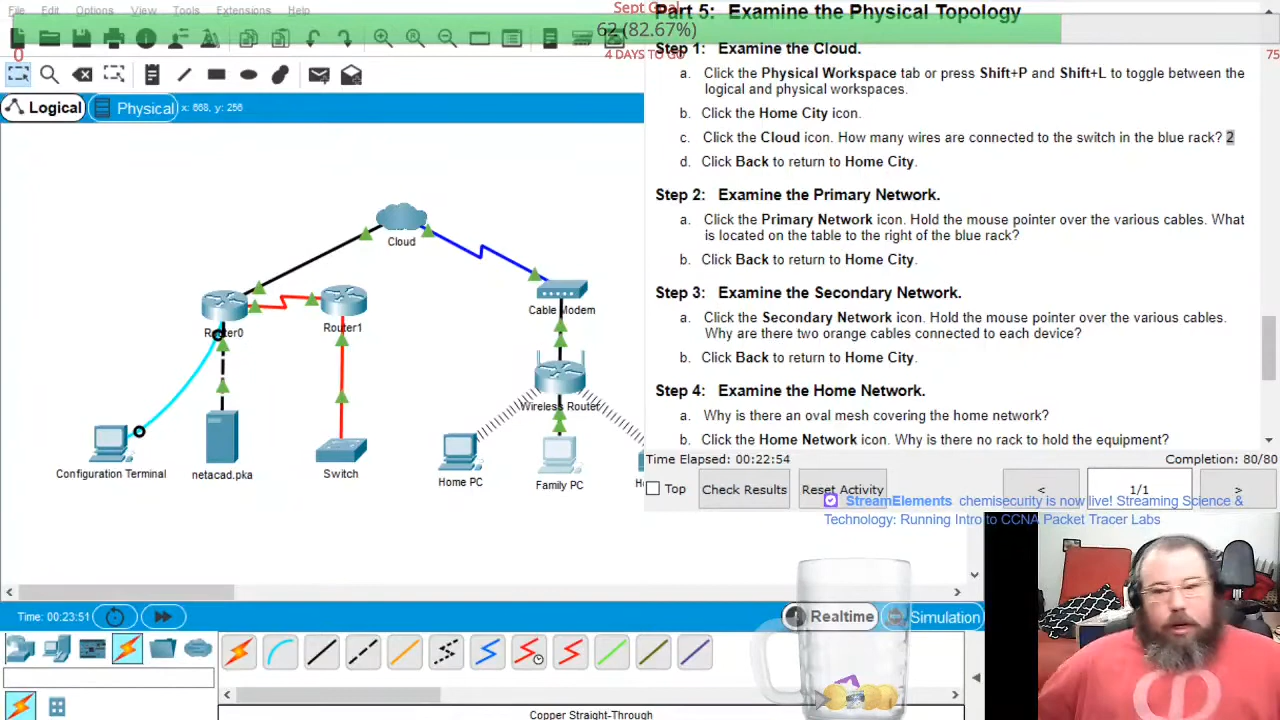 File Edit Options View Tools Extensions Help
Sept Goal
62 (82.67%)
0
4 DAYS TO GO
75
Logical
Physical
x: 668, y: 256
Cloud
Router0
Router1
Cable Modem
Wireless Router
Configuration Terminal
netacad.pka
Switch
Home PC
Family PC
Part 5: Examine the Physical Topology
Step 1: Examine the Cloud.
a. Click the Physical Workspace tab or press Shift+P and Shift+L to toggle between the
logical and physical workspaces.
b. Click the Home City icon.
c. Click the Cloud icon. How many wires are connected to the switch in the blue rack? 2
d. Click Back to return to Home City.
Step 2: Examine the Primary Network.
a. Click the Primary Network icon. Hold the mouse pointer over the various cables. What
is located on the table to the right of the blue rack?
b. Click Back to return to Home City.
Step 3: Examine the Secondary Network.
a. Click the Secondary Network icon. Hold the mouse pointer over the various cables.
Why are there two orange cables connected to each device?
b. Click Back to return to Home City.
Step 4: Examine the Home Network.
a. Why is there an oval mesh covering the home network?
b. Click the Home Network icon. Why is there no rack to hold the equipment?
Time Elapsed: 00:22:54
Completion: 80/80
Top
Check Results
Reset Activity
<
1/1
>
StreamElements chemisecurity is now live! Streaming Science &
Technology: Running Intro to CCNA Packet Tracer Labs
Time: 00:23:51
Realtime
Simulation
Copper Straight-Through